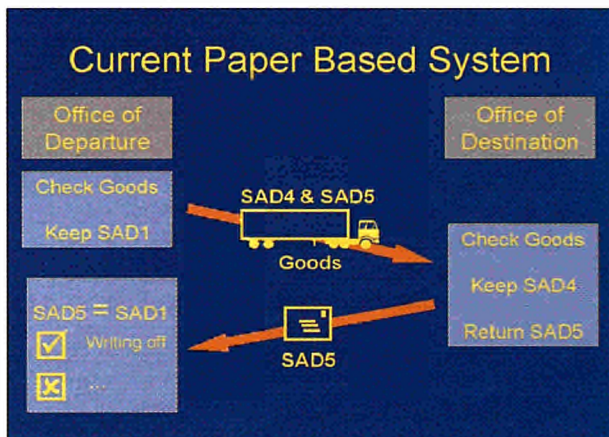 Current Paper Based System
Office of
Departure
Office of
Destination
Check Goods
Keep SAD1
SAD4 & SAD5
Goods
Check Goods
Keep SAD4
Return SAD5
SAD5 = SAD1
Writing off
...
SAD5